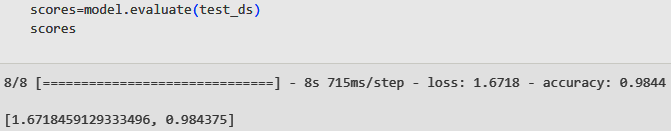 scores=model.evaluate(test_ds)
scores
8/8 [==============================] - 8s 715ms/step - loss: 1.6718 - accuracy: 0.9844
[1.6718459129333496, 0.984375]